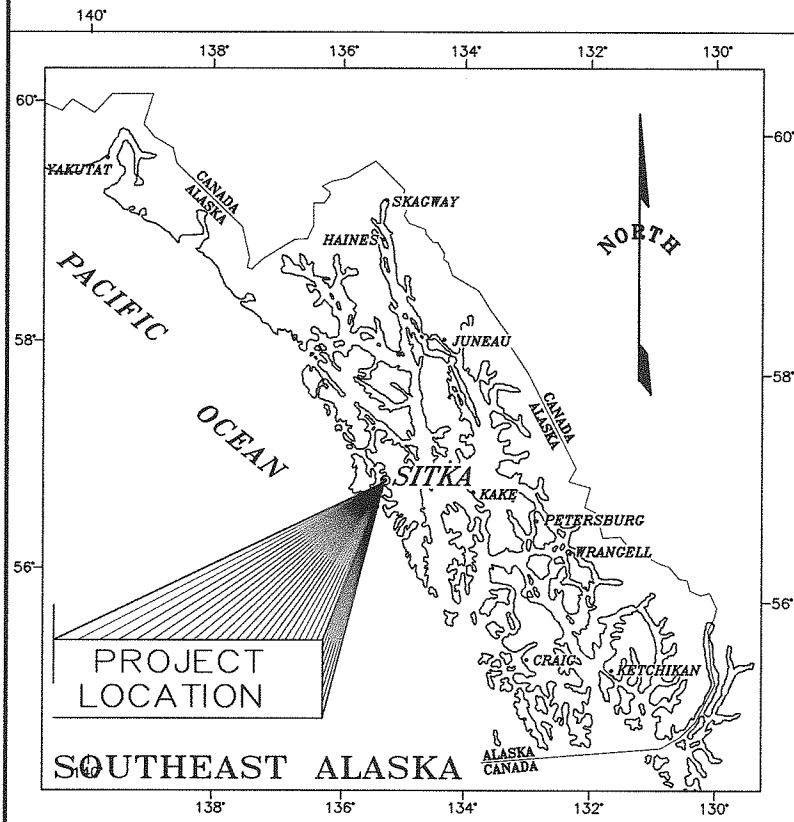 140°
138° 136° 134° 132° 130°
60° 60°
YAKUTAT
CANADA
ALASKA
SKAGWAY
HAINES
NORTH
PACIFIC
58° JUNEAU 58°
OCEAN
CANADA
ALASKA
SITKA
KAKE
PETERSBURG
WRANGELL
56° 56°
PROJECT
LOCATION
CRAIG
KETCHIKAN
ALASKA
CANADA
SOUTHEAST ALASKA
140°
138° 136° 134° 132° 130°